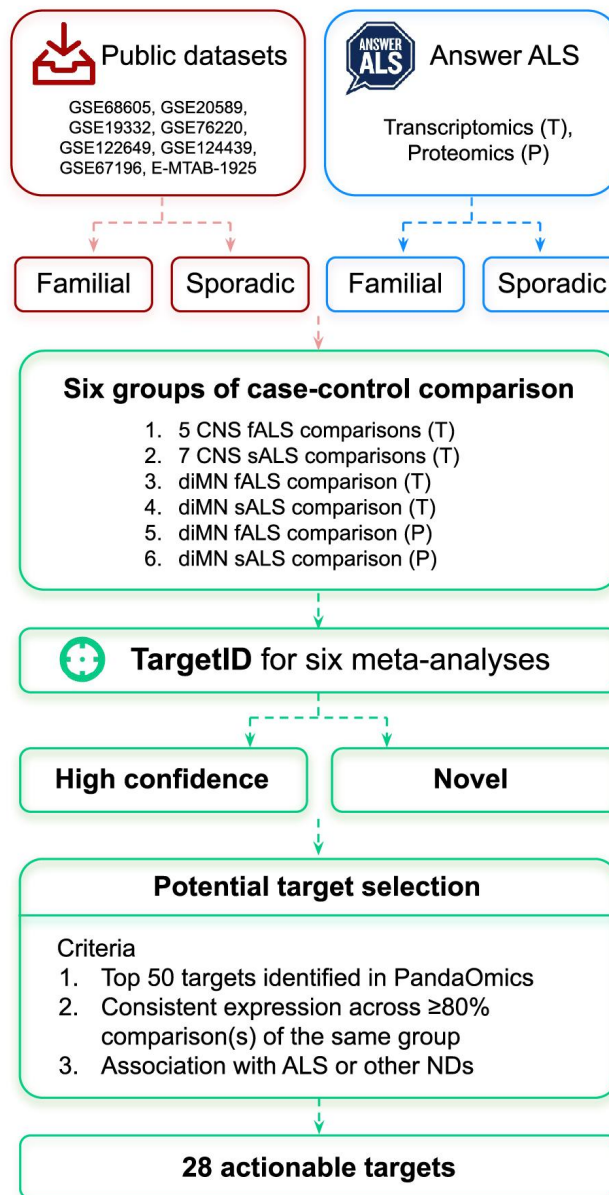 Public datasets
GSE68605, GSE20589,
GSE19332, GSE76220,
GSE122649, GSE124439,
GSE67196, E-MTAB-1925
ANSWER
ALS
Answer ALS
Transcriptomics (T),
Proteomics (P)
Familial
Sporadic
Familial
Sporadic
Six groups of case-control comparison
1. 5 CNS fALS comparisons (T)
2. 7 CNS sALS comparisons (T)
3. diMN fALS comparison (T)
4. diMN sALS comparison (T)
5. diMN fALS comparison (P)
6. diMN sALS comparison (P)
TargetID for six meta-analyses
High confidence
Novel
Potential target selection
Criteria
1. Top 50 targets identified in PandaOmics
2. Consistent expression across ≥80%
comparison(s) of the same group
3. Association with ALS or other NDs
28 actionable targets